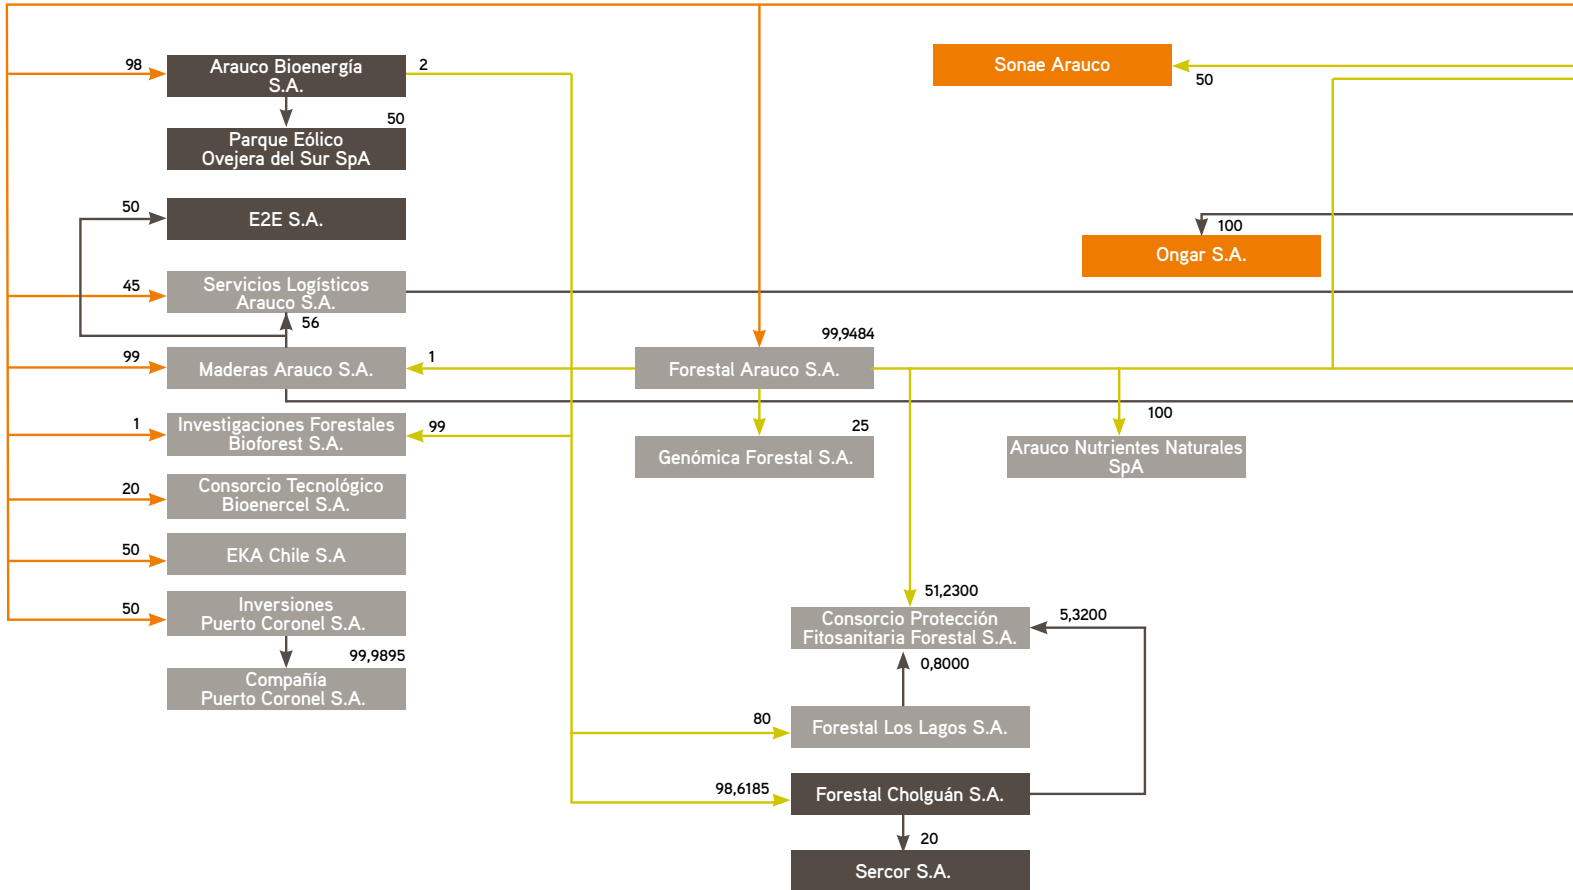 98
Arauco Bioenergía
S.A.
2
50
Parque Eólico
Ovejera del Sur SpA
50
E2E S.A.
45
Servicios Logísticos
Arauco S.A.
56
99
Maderas Arauco S.A.
1
1
Investigaciones Forestales
Bioforest S.A.
99
20
Consorcio Tecnológico
Bioenercel S.A.
50
EKA Chile S.A
50
Inversiones
Puerto Coronel S.A.
99,9895
Compañía
Puerto Coronel S.A.
Sonae Arauco
50
100
Ongar S.A.
99,9484
Forestal Arauco S.A.
25
Genómica Forestal S.A.
100
Arauco Nutrientes Naturales
SpA
51,2300
Consorcio Protección
Fitosanitaria Forestal S.A.
5,3200
0,8000
80
Forestal Los Lagos S.A.
98,6185
Forestal Cholguán S.A.
20
Sercor S.A.